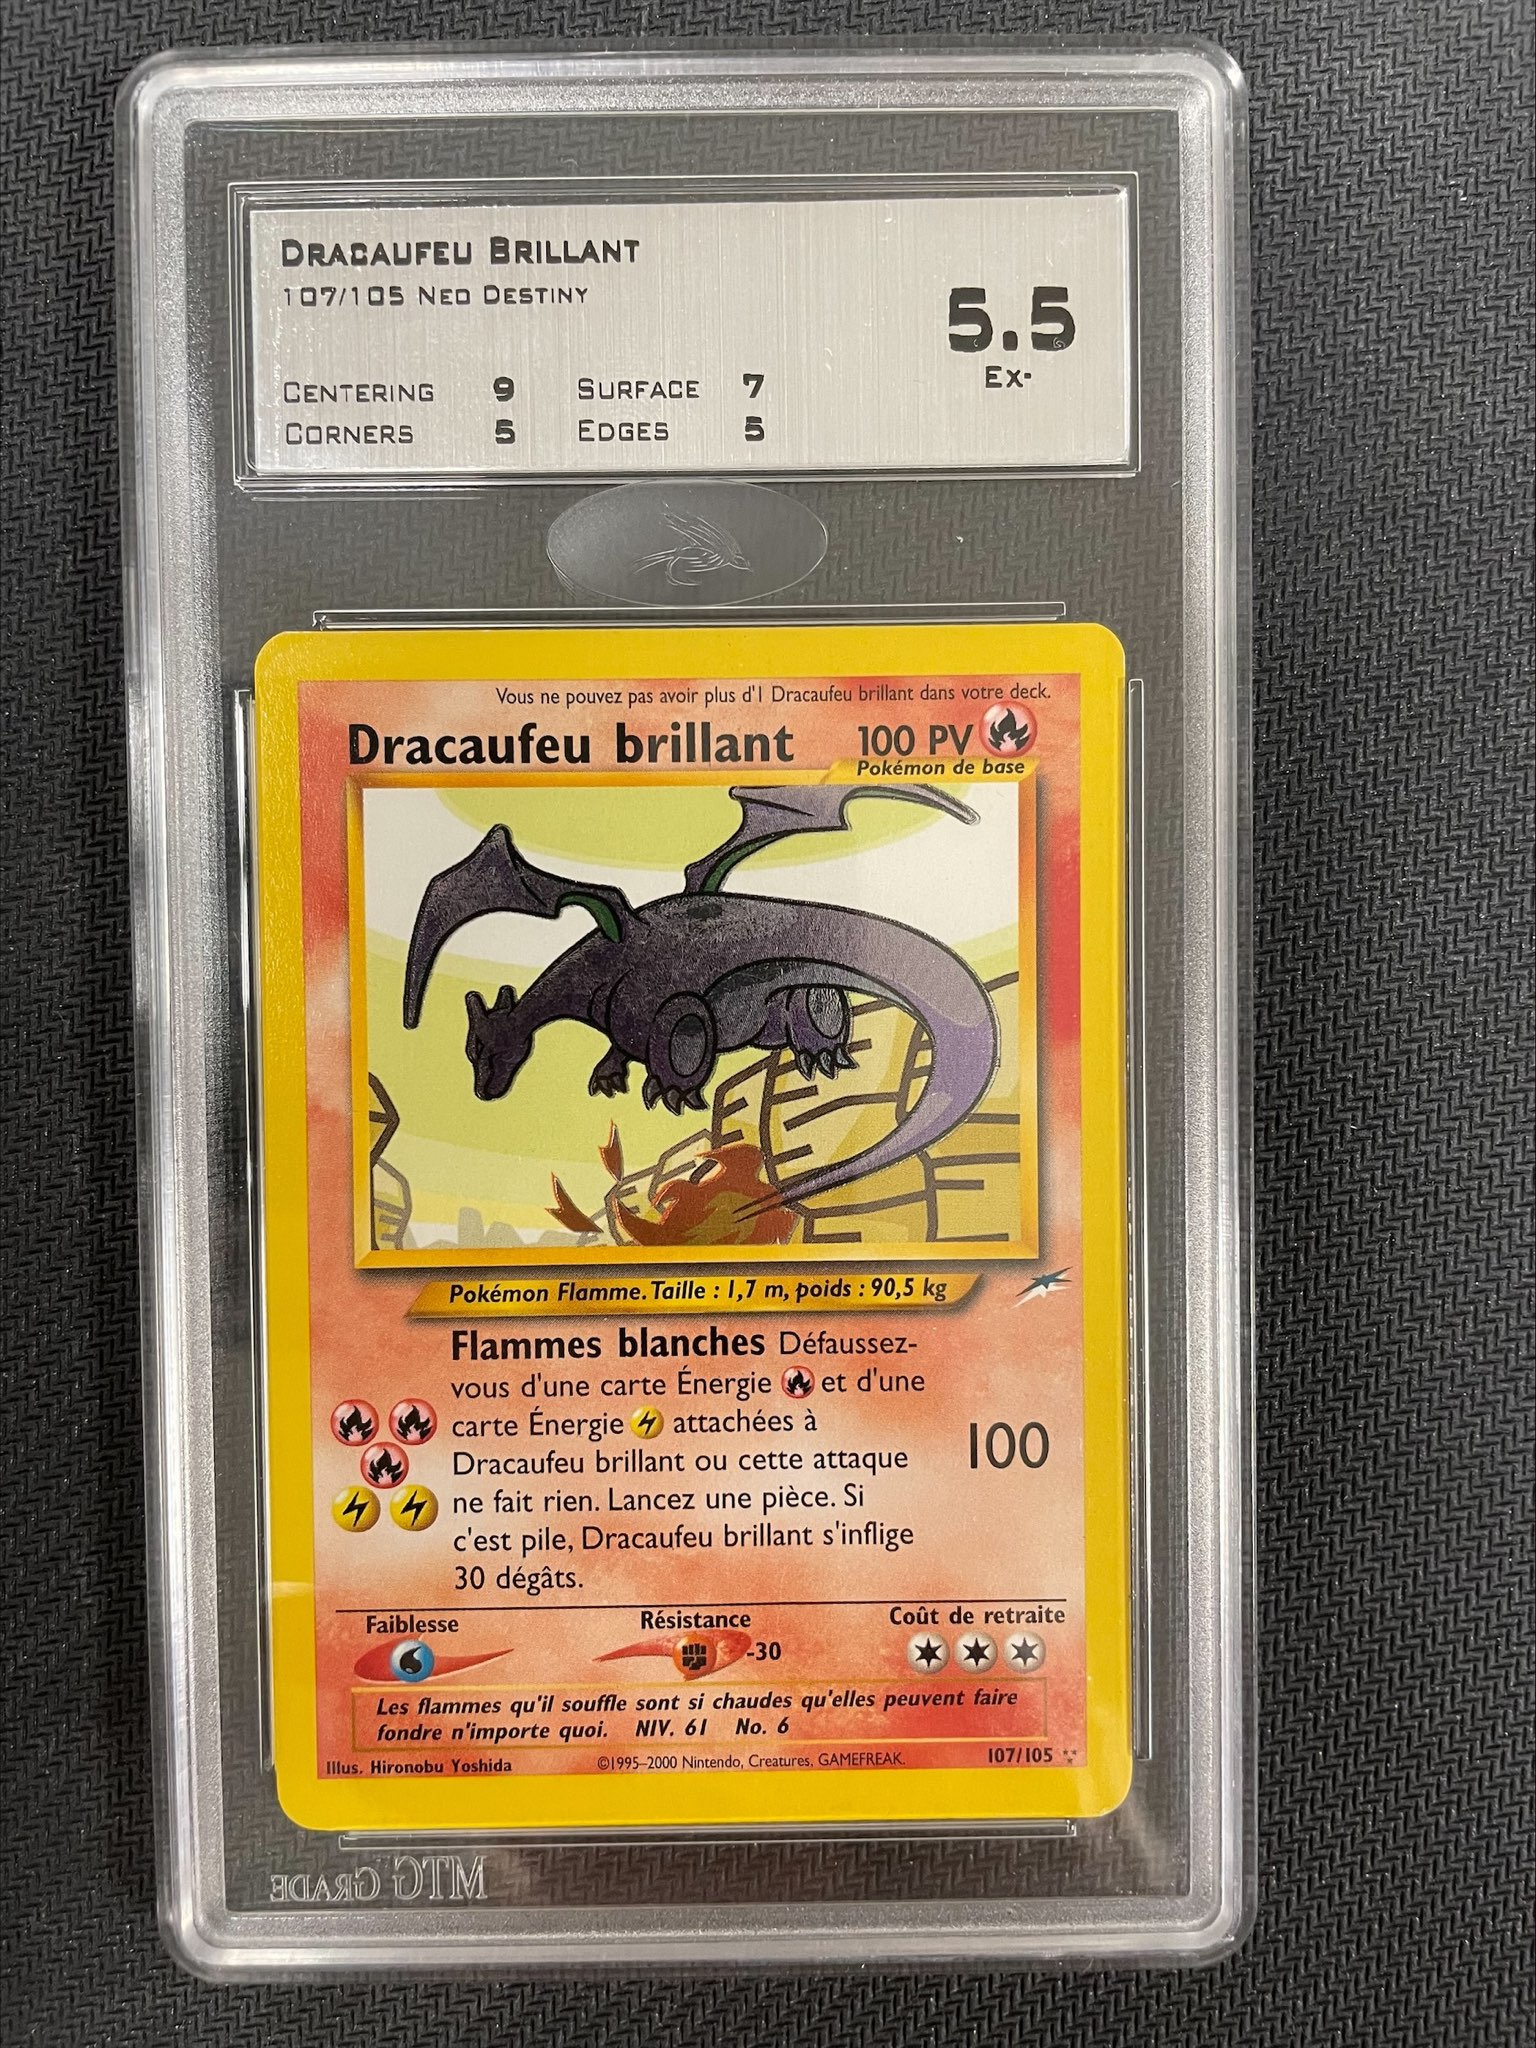 DRACAUFEU BRILLANT
107/105 NEO DESTINY
5.5
EX-
CENTERING 9 SURFACE 7
CORNERS 5 EDGES 5
Vous ne pouvez pas avoir plus d'1 Dracaufeu brillant dans votre deck.
Dracaufeu brillant 100 PV
Pokémon de base
Pokémon Flamme. Taille : 1,7 m, poids : 90,5 kg
Flammes blanches Défaussez-
vous d'une carte Énergie et d'une
carte Énergie attachées à
Dracaufeu brillant ou cette attaque
ne fait rien. Lancez une pièce. Si
c'est pile, Dracaufeu brillant s'inflige
30 dégâts.
100
Faiblesse Résistance Coût de retraite
-30
Les flammes qu'il souffle sont si chaudes qu'elles peuvent faire
fondre n'importe quoi. NIV. 61 No. 6
Illus. Hironobu Yoshida ©1995–2000 Nintendo, Creatures, GAMEFREAK. 107/105
MTG GRADE